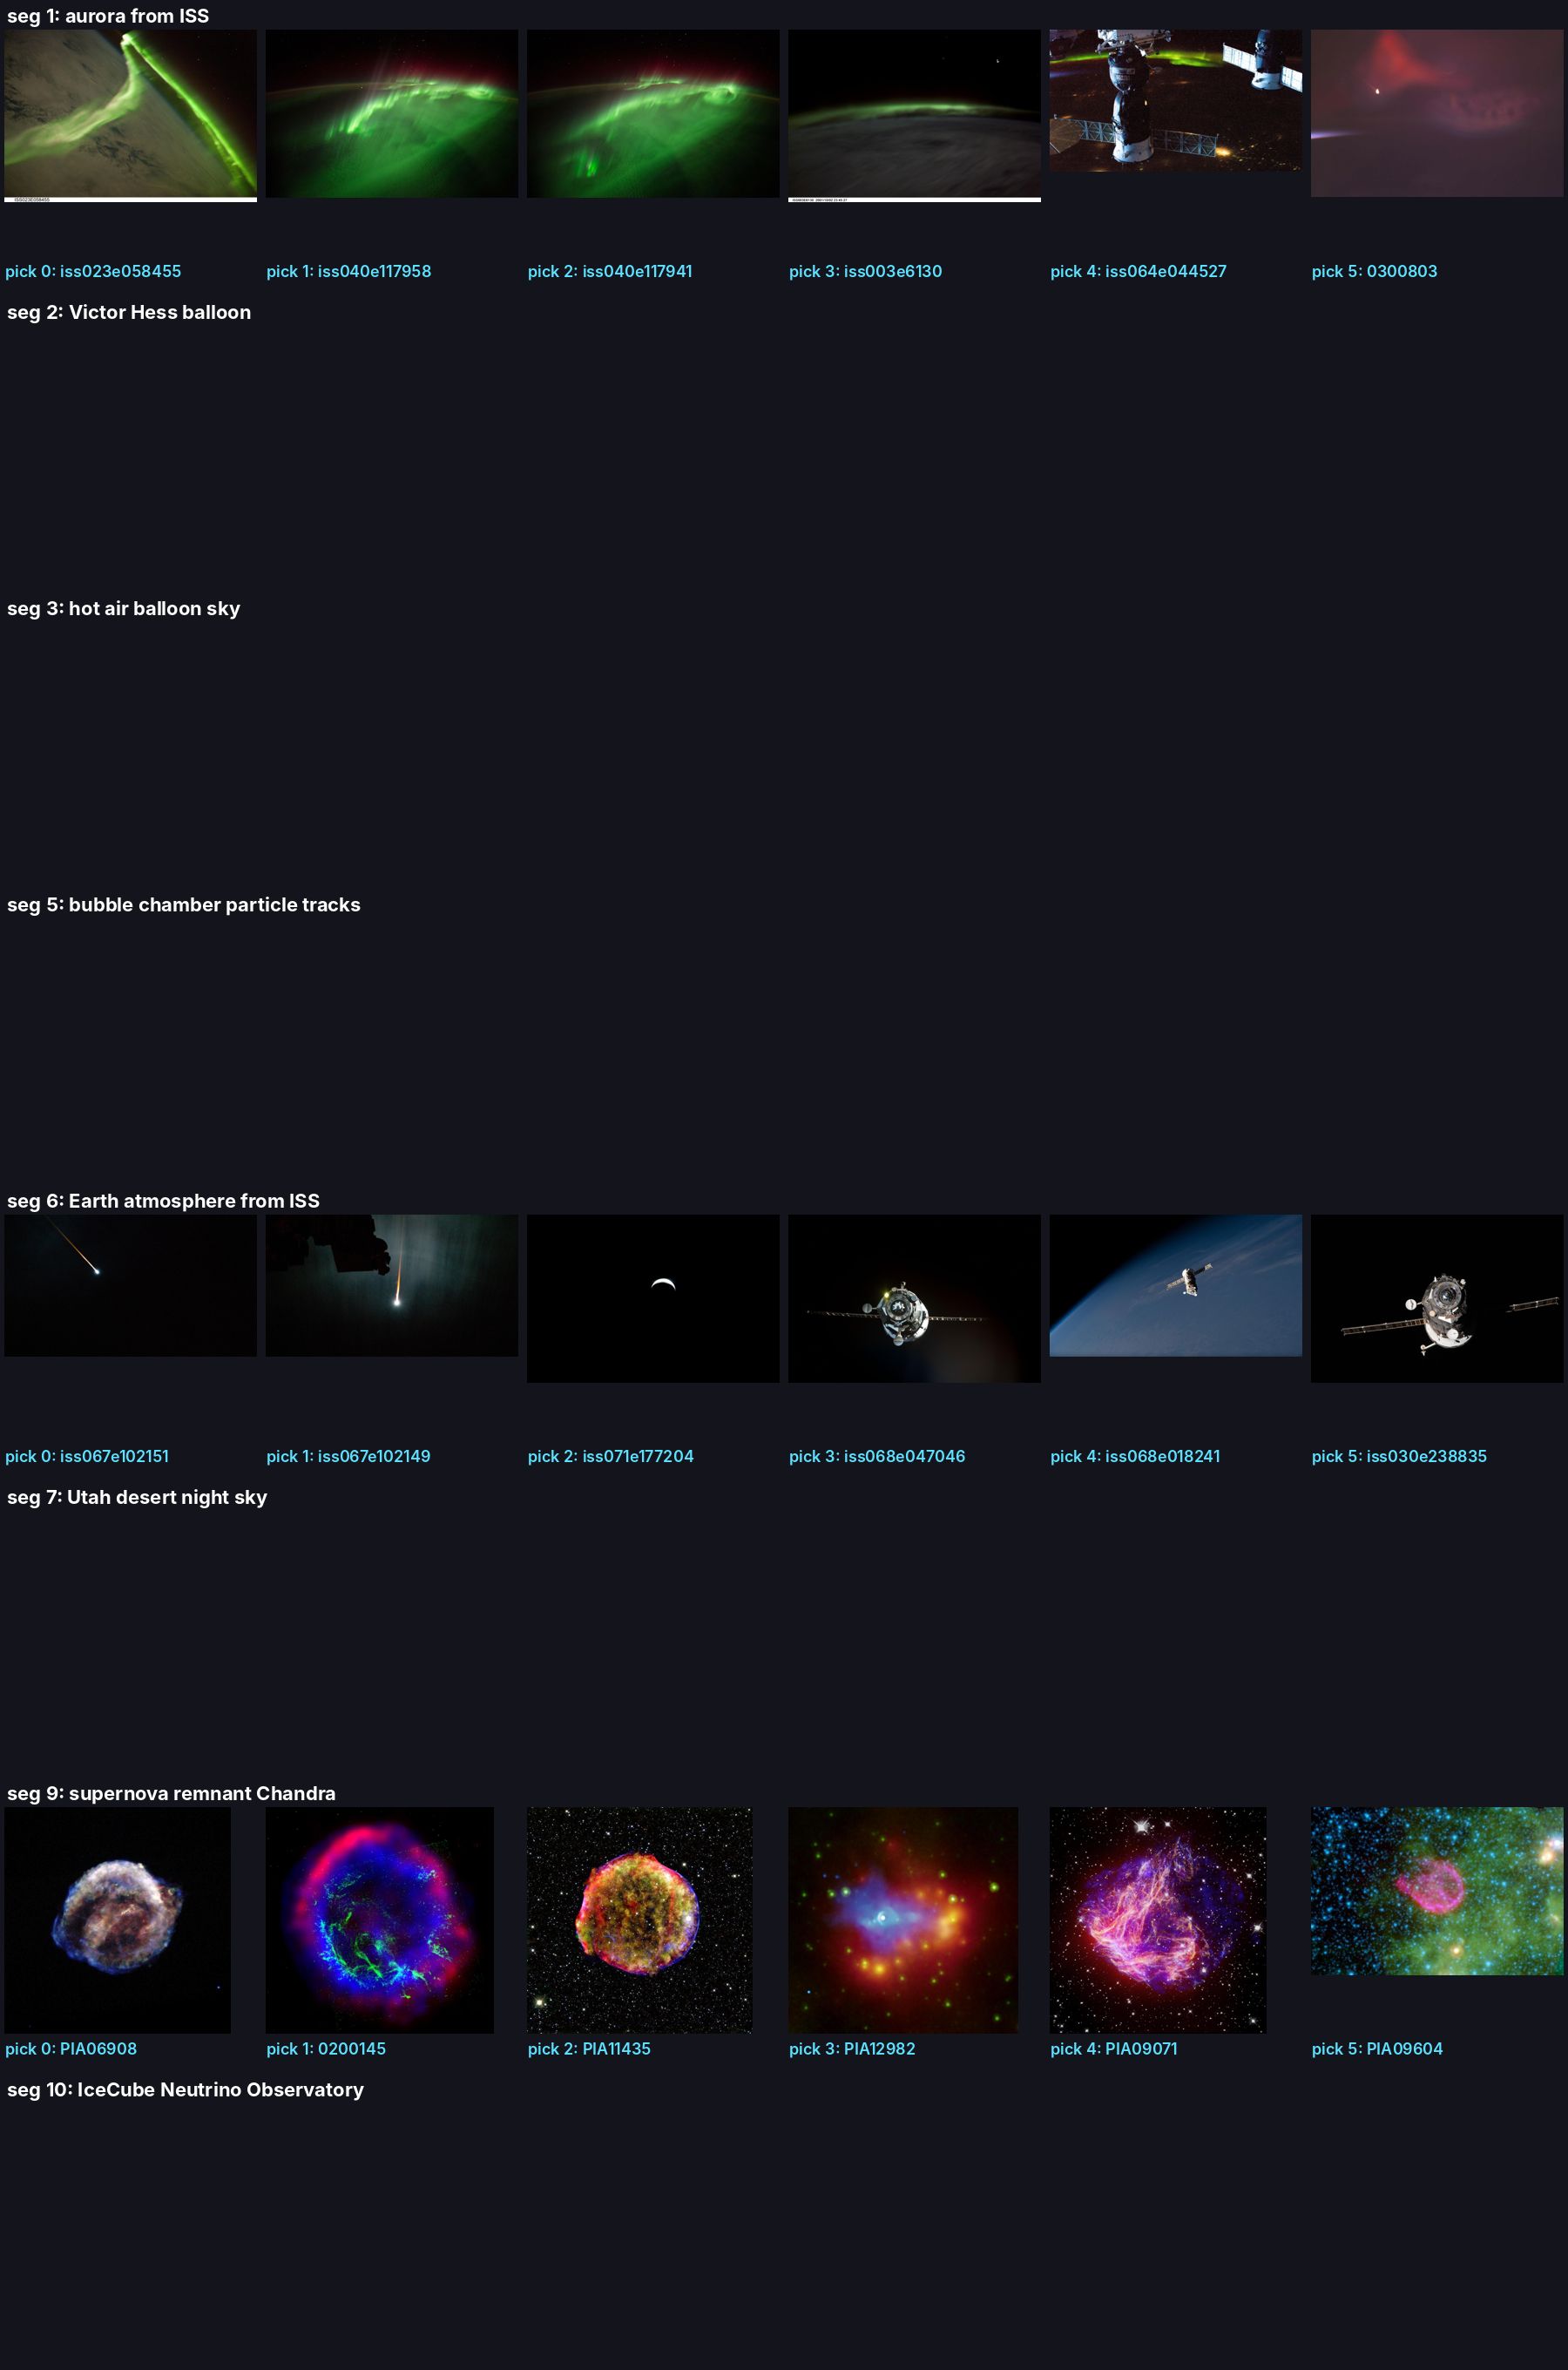 seg 1: aurora from ISS
ISS023E058455
pick 0: iss023e058455
pick 1: iss040e117958
pick 2: iss040e117941
pick 3: iss003e6130
pick 4: iss064e044527
pick 5: 0300803
seg 2: Victor Hess balloon
seg 3: hot air balloon sky
seg 5: bubble chamber particle tracks
seg 6: Earth atmosphere from ISS
pick 0: iss067e102151
pick 1: iss067e102149
pick 2: iss071e177204
pick 3: iss068e047046
pick 4: iss068e018241
pick 5: iss030e238835
seg 7: Utah desert night sky
seg 9: supernova remnant Chandra
pick 0: PIA06908
pick 1: 0200145
pick 2: PIA11435
pick 3: PIA12982
pick 4: PIA09071
pick 5: PIA09604
seg 10: IceCube Neutrino Observatory